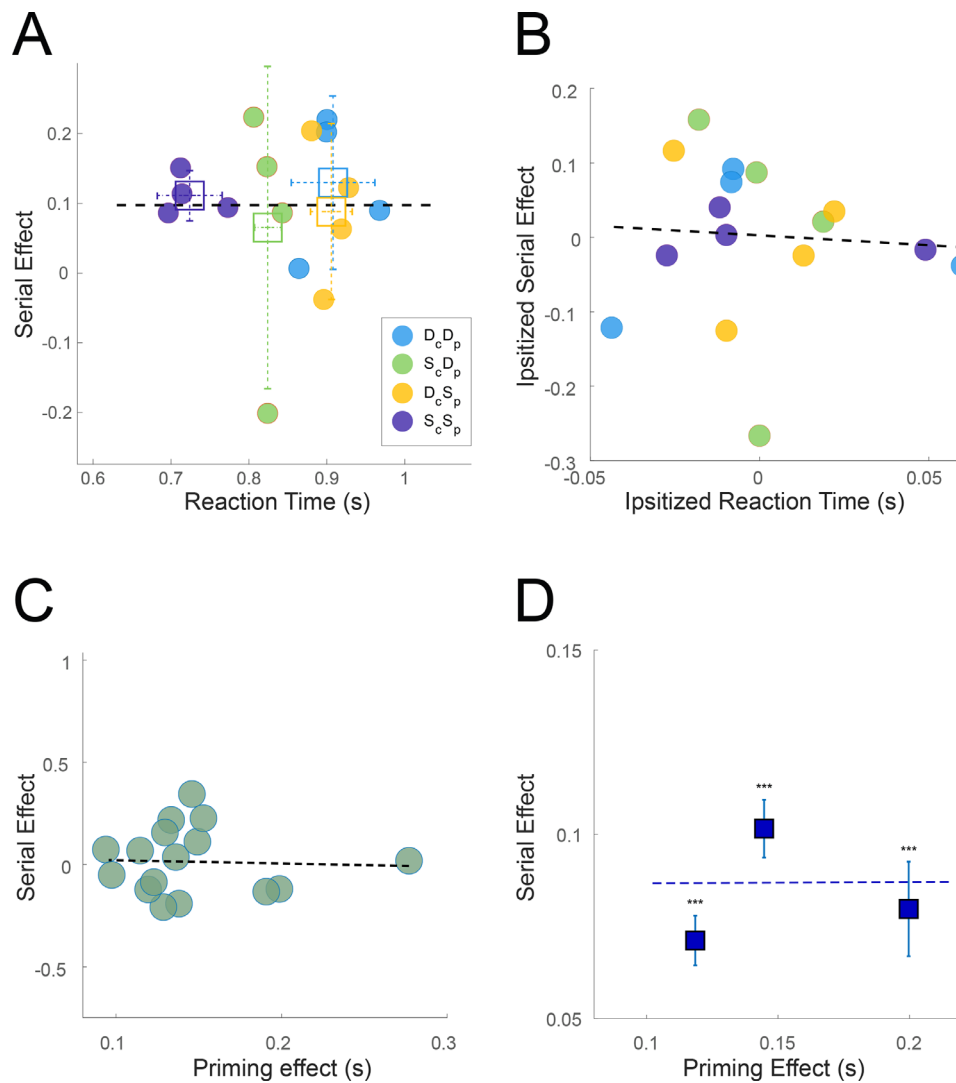 A
Serial Effect
0.2
0.1
0
-0.2
0.6
0.7
0.8
0.9
1
Reaction Time (s)
DcDp
ScDp
DcSp
ScSp
B
Ipsitized Serial Effect
0.2
0.1
0
-0.1
-0.3
-0.05
0
0.05
Ipsitized Reaction Time (s)
C
Serial Effect
1
0.5
0
-0.5
0.1
0.2
0.3
Priming effect (s)
D
Serial Effect
0.15
0.1
0.05
0.1
0.15
0.2
Priming Effect (s)
***
***
***